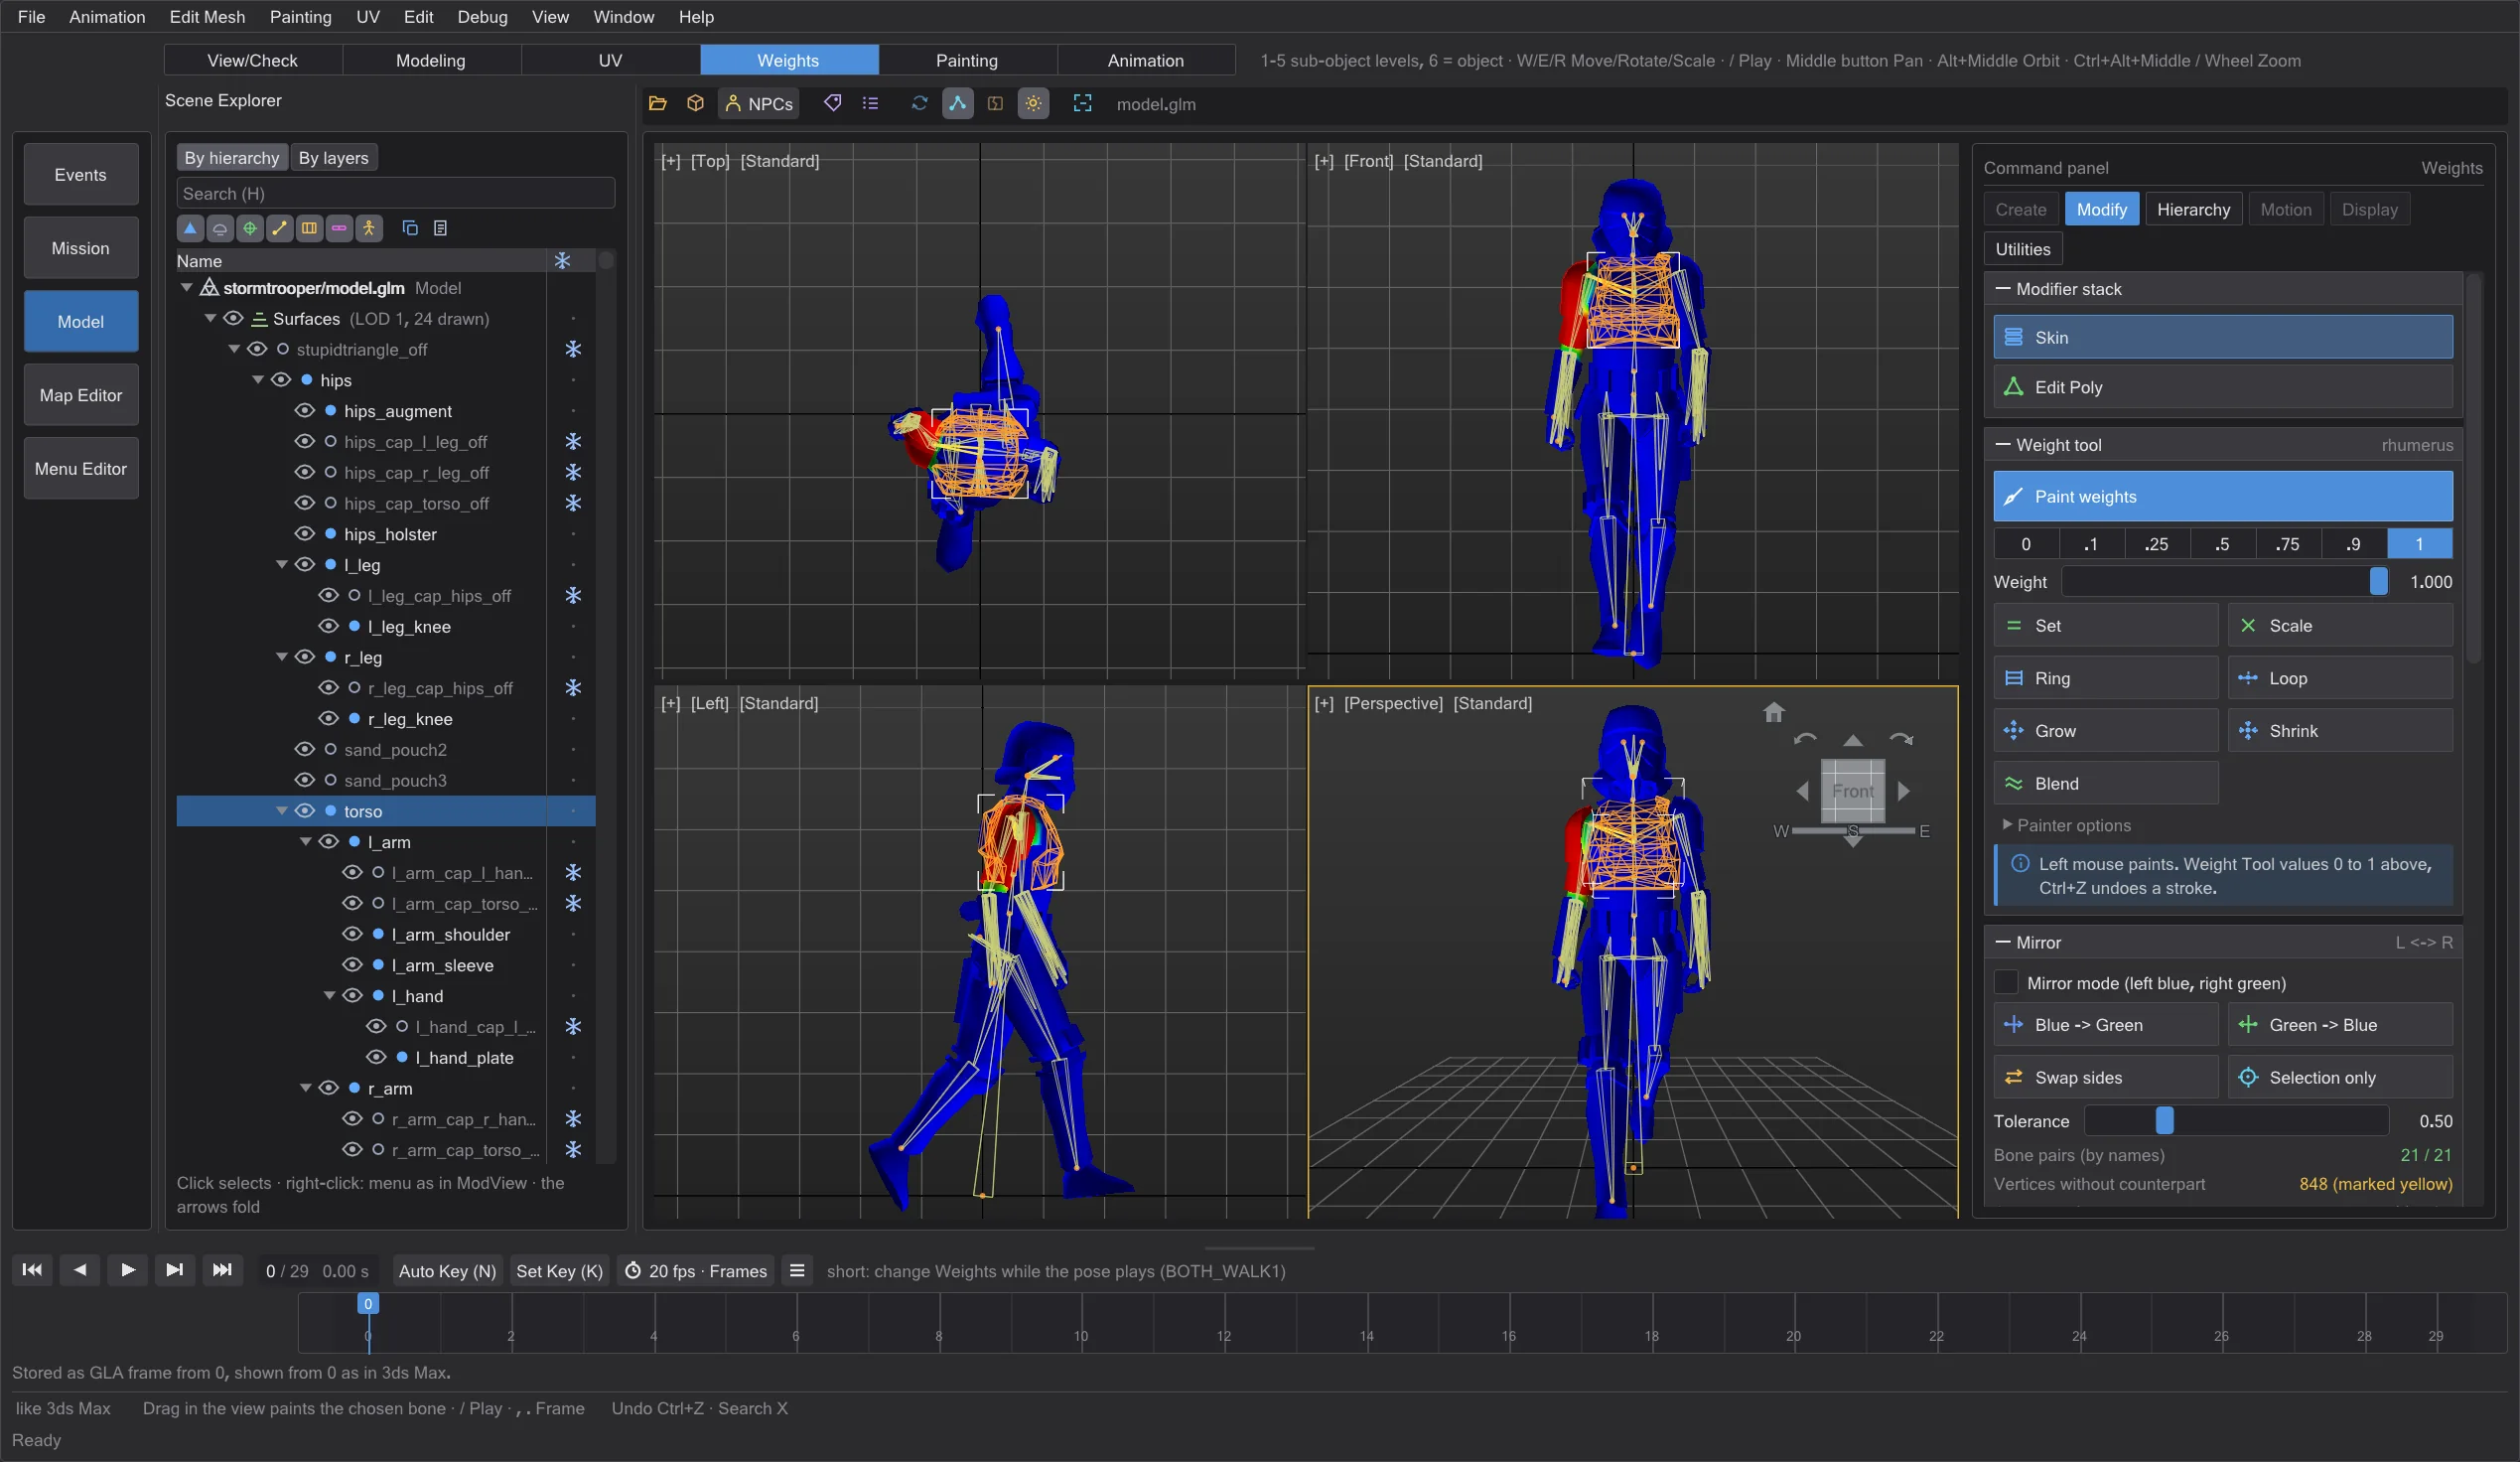 File Animation Edit Mesh Painting UV Edit Debug View Window Help
View/Check Modeling UV Weights Painting Animation 1-5 sub-object levels, 6 = object · W/E/R Move/Rotate/Scale · / Play · Middle button Pan · Alt+Middle Orbit · Ctrl+Alt+Middle / Wheel Zoom
Scene Explorer
NPCs model.glm
Events
Mission
Model
Map Editor
Menu Editor
By hierarchy By layers
Search (H)
Name
stormtrooper/model.glm Model
Surfaces (LOD 1, 24 drawn)
stupidtriangle_off
hips
hips_augment
hips_cap_l_leg_off
hips_cap_r_leg_off
hips_cap_torso_off
hips_holster
l_leg
l_leg_cap_hips_off
l_leg_knee
r_leg
r_leg_cap_hips_off
r_leg_knee
sand_pouch2
sand_pouch3
torso
l_arm
l_arm_cap_l_han...
l_arm_cap_torso_...
l_arm_shoulder
l_arm_sleeve
l_hand
l_hand_cap_l_...
l_hand_plate
r_arm
r_arm_cap_r_han...
r_arm_cap_torso_...
Click selects · right-click: menu as in ModView · the
arrows fold
[+] [Top] [Standard]
[+] [Front] [Standard]
[+] [Left] [Standard]
[+] [Perspective] [Standard]
Front
W S E
Command panel Weights
Create Modify Hierarchy Motion Display
Utilities
Modifier stack
Skin
Edit Poly
Weight tool rhumerus
Paint weights
0 .1 .25 .5 .75 .9 1
Weight 1.000
Set Scale
Ring Loop
Grow Shrink
Blend
Painter options
Left mouse paints. Weight Tool values 0 to 1 above,
Ctrl+Z undoes a stroke.
Mirror L <-> R
Mirror mode (left blue, right green)
Blue -> Green Green -> Blue
Swap sides Selection only
Tolerance 0.50
Bone pairs (by names) 21 / 21
Vertices without counterpart 848 (marked yellow)
0 / 29 0.00 s Auto Key (N) Set Key (K) 20 fps · Frames short: change Weights while the pose plays (BOTH_WALK1)
0
0 2 4 6 8 10 12 14 16 18 20 22 24 26 28 29
Stored as GLA frame from 0, shown from 0 as in 3ds Max.
like 3ds Max Drag in the view paints the chosen bone · / Play · , . Frame Undo Ctrl+Z · Search X
Ready